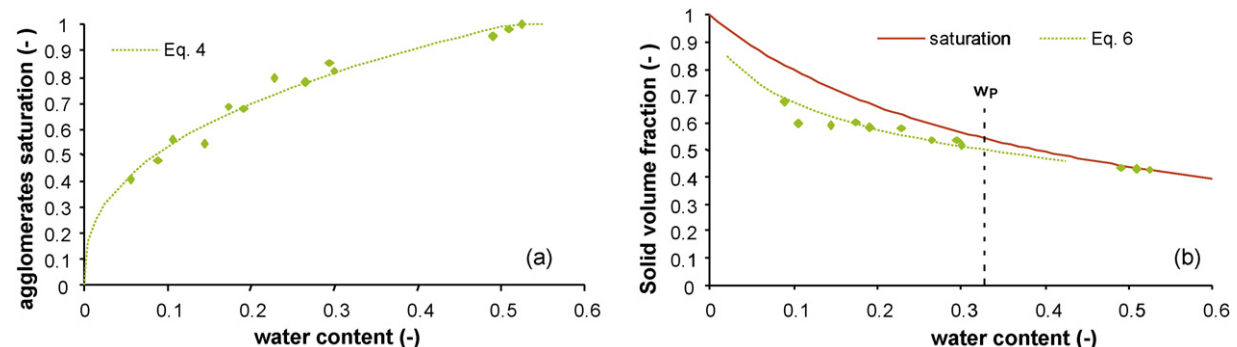 agglomerates saturation (-)
1
0.9
0.8
0.7
0.6
0.5
0.4
0.3
0.2
0.1
0
Eq. 4
(a)
0 0.1 0.2 0.3 0.4 0.5 0.6
water content (-)
Solid volume fraction (-)
1
0.9
0.8
0.7
0.6
0.5
0.4
0.3
0.2
0.1
0
saturation Eq. 6
wP
(b)
0 0.1 0.2 0.3 0.4 0.5 0.6
water content (-)